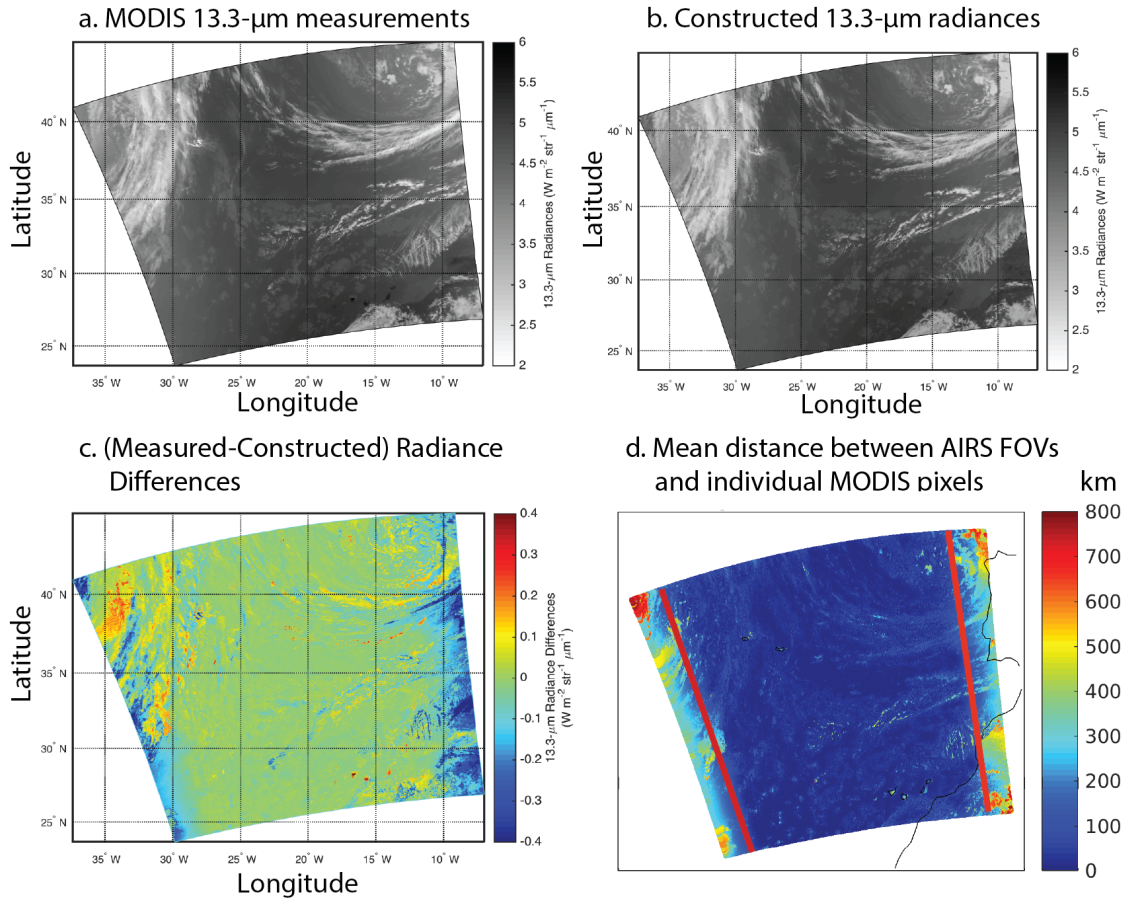 a. MODIS 13.3-μm measurements
6
5.5
5
4.5
4
3.5
3
2.5
2
13.3-μm Radiances (W m⁻² str⁻¹ μm⁻¹)
Latitude
40° N
35° N
30° N
25° N
35° W
30° W
25° W
20° W
15° W
10° W
Longitude
b. Constructed 13.3-μm radiances
6
5.5
5
4.5
4
3.5
3
2.5
2
13.3-μm Radiances (W m⁻² str⁻¹ μm⁻¹)
Latitude
40° N
35° N
30° N
25° N
35° W
30° W
25° W
20° W
15° W
10° W
Longitude
c. (Measured-Constructed) Radiance
Differences
0.4
0.3
0.2
0.1
0
-0.1
-0.2
-0.3
-0.4
13.3-μm Radiance Differences
(W m⁻² str⁻¹ μm⁻¹)
Latitude
40° N
35° N
30° N
25° N
35° W
30° W
25° W
20° W
15° W
10° W
Longitude
d. Mean distance between AIRS FOVs
and individual MODIS pixels
km
800
700
600
500
400
300
200
100
0